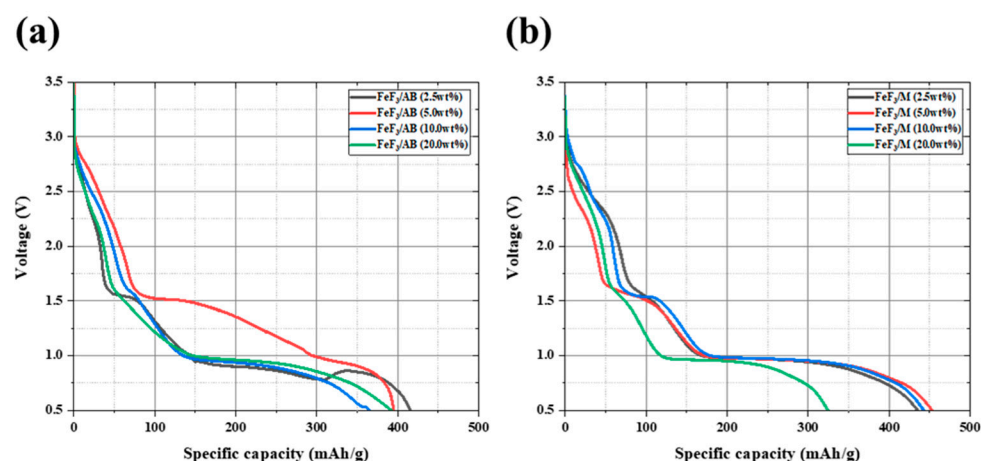 (a)
(b)
3.5
3.0
2.5
2.0
1.5
1.0
0.5
Voltage (V)
FeF₃/AB (2.5wt%)
FeF₃/AB (5.0wt%)
FeF₃/AB (10.0wt%)
FeF₃/AB (20.0wt%)
0 100 200 300 400 500
Specific capacity (mAh/g)
3.5
3.0
2.5
2.0
1.5
1.0
0.5
Voltage (V)
FeF₃/M (2.5wt%)
FeF₃/M (5.0wt%)
FeF₃/M (10.0wt%)
FeF₃/M (20.0wt%)
0 100 200 300 400 500
Specific capacity (mAh/g)